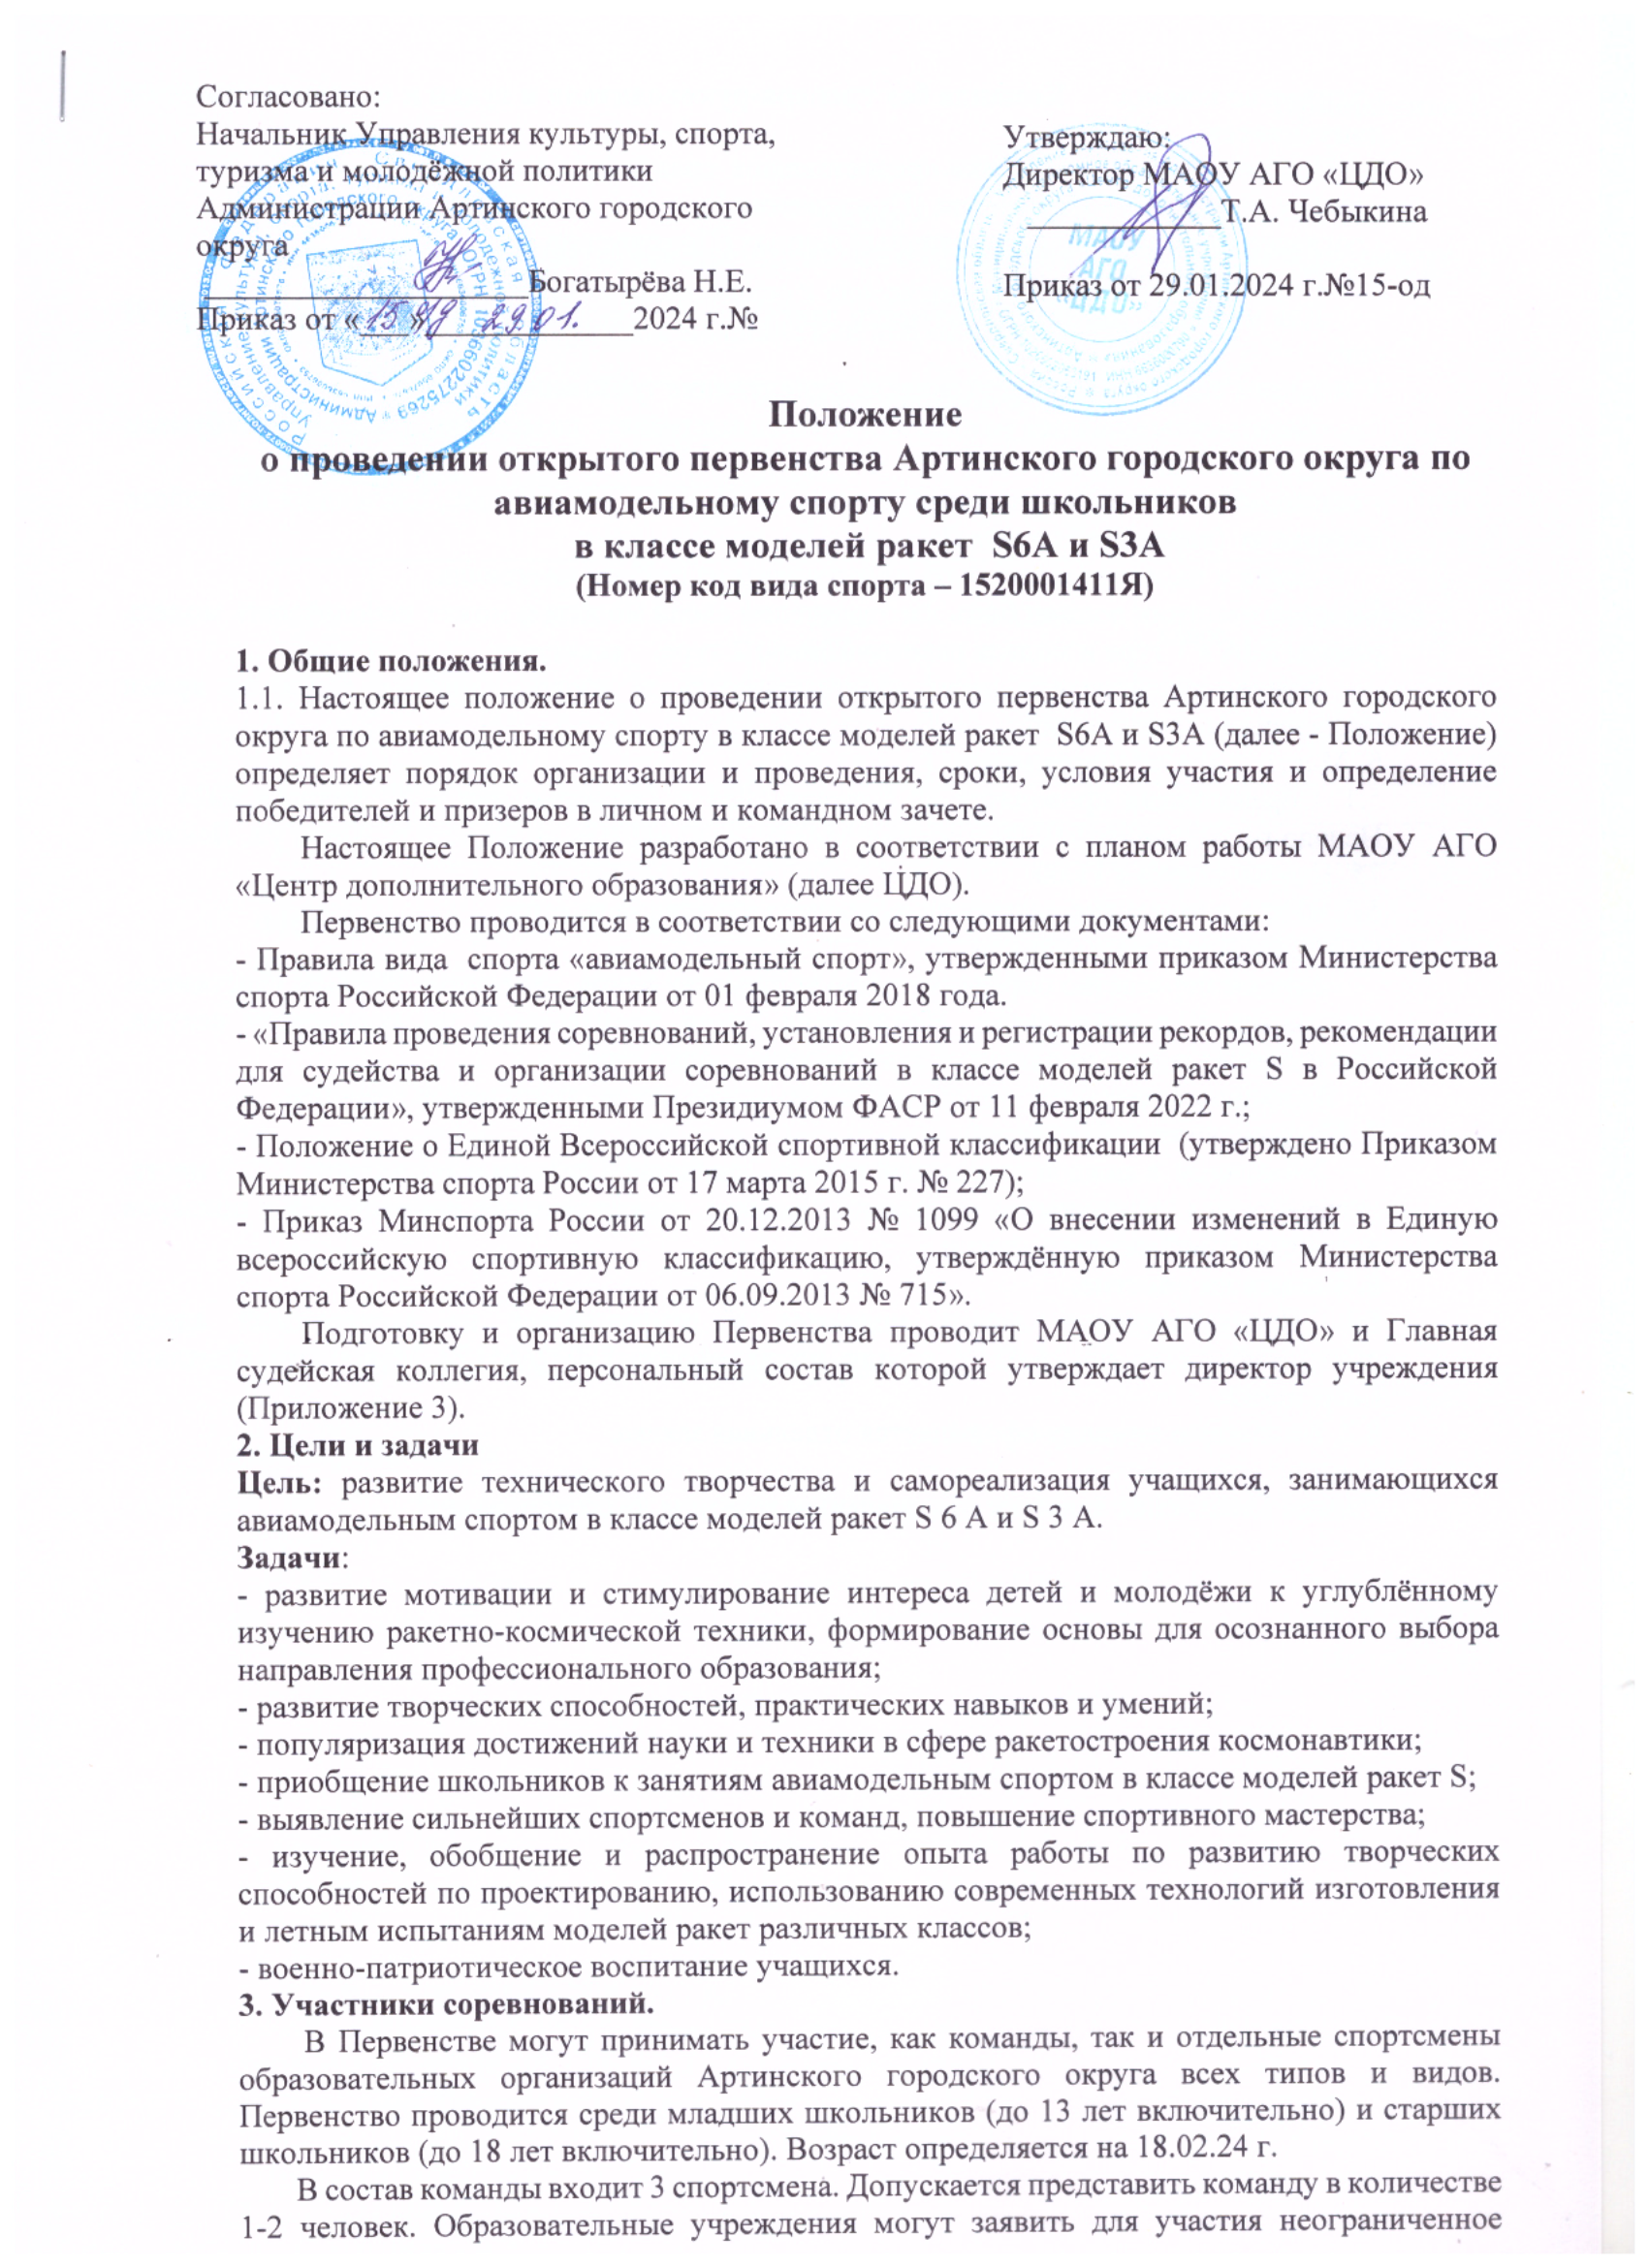 Согласовано:
Начальник Управления культуры, спорта,
туризма и молодёжной политики
Администрации Артинского городского
округа
____________________Богатырёва Н.Е.
Приказ от «15» 29.01. 2024 г.№
Утверждаю:
Директор МАОУ АГО «ЦДО»
____________Т.А. Чебыкина
Приказ от 29.01.2024 г.№15-од
МАОУ
АГО
«ЦДО»
Положение
о проведении открытого первенства Артинского городского округа по
авиамодельному спорту среди школьников
в классе моделей ракет S6A и S3A
(Номер код вида спорта – 1520001411Я)
1. Общие положения.
1.1. Настоящее положение о проведении открытого первенства Артинского городского
округа по авиамодельному спорту в классе моделей ракет S6A и S3A (далее - Положение)
определяет порядок организации и проведения, сроки, условия участия и определение
победителей и призеров в личном и командном зачете.
Настоящее Положение разработано в соответствии с планом работы МАОУ АГО
«Центр дополнительного образования» (далее ЦДО).
Первенство проводится в соответствии со следующими документами:
- Правила вида спорта «авиамодельный спорт», утвержденными приказом Министерства
спорта Российской Федерации от 01 февраля 2018 года.
- «Правила проведения соревнований, установления и регистрации рекордов, рекомендации
для судейства и организации соревнований в классе моделей ракет S в Российской
Федерации», утвержденными Президиумом ФАСР от 11 февраля 2022 г.;
- Положение о Единой Всероссийской спортивной классификации (утверждено Приказом
Министерства спорта России от 17 марта 2015 г. № 227);
- Приказ Минспорта России от 20.12.2013 № 1099 «О внесении изменений в Единую
всероссийскую спортивную классификацию, утверждённую приказом Министерства
спорта Российской Федерации от 06.09.2013 № 715».
Подготовку и организацию Первенства проводит МАОУ АГО «ЦДО» и Главная
судейская коллегия, персональный состав которой утверждает директор учреждения
(Приложение 3).
2. Цели и задачи
Цель: развитие технического творчества и самореализация учащихся, занимающихся
авиамодельным спортом в классе моделей ракет S 6 A и S 3 A.
Задачи:
- развитие мотивации и стимулирование интереса детей и молодёжи к углублённому
изучению ракетно-космической техники, формирование основы для осознанного выбора
направления профессионального образования;
- развитие творческих способностей, практических навыков и умений;
- популяризация достижений науки и техники в сфере ракетостроения космонавтики;
- приобщение школьников к занятиям авиамодельным спортом в классе моделей ракет S;
- выявление сильнейших спортсменов и команд, повышение спортивного мастерства;
- изучение, обобщение и распространение опыта работы по развитию творческих
способностей по проектированию, использованию современных технологий изготовления
и летным испытаниям моделей ракет различных классов;
- военно-патриотическое воспитание учащихся.
3. Участники соревнований.
В Первенстве могут принимать участие, как команды, так и отдельные спортсмены
образовательных организаций Артинского городского округа всех типов и видов.
Первенство проводится среди младших школьников (до 13 лет включительно) и старших
школьников (до 18 лет включительно). Возраст определяется на 18.02.24 г.
В состав команды входит 3 спортсмена. Допускается представить команду в количестве
1-2 человек. Образовательные учреждения могут заявить для участия неограниченное